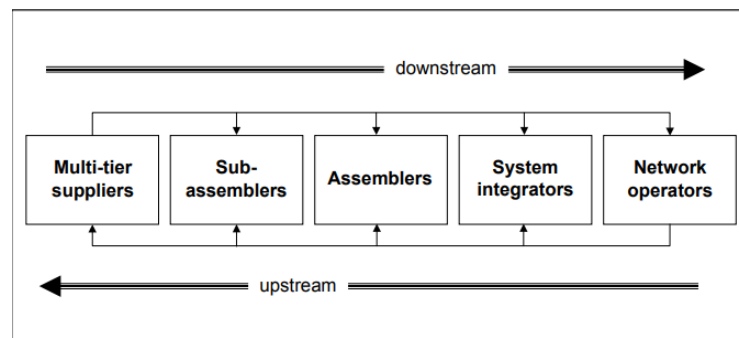 downstream
Multi-tier
suppliers
Sub-
assemblers
Assemblers
System
integrators
Network
operators
upstream